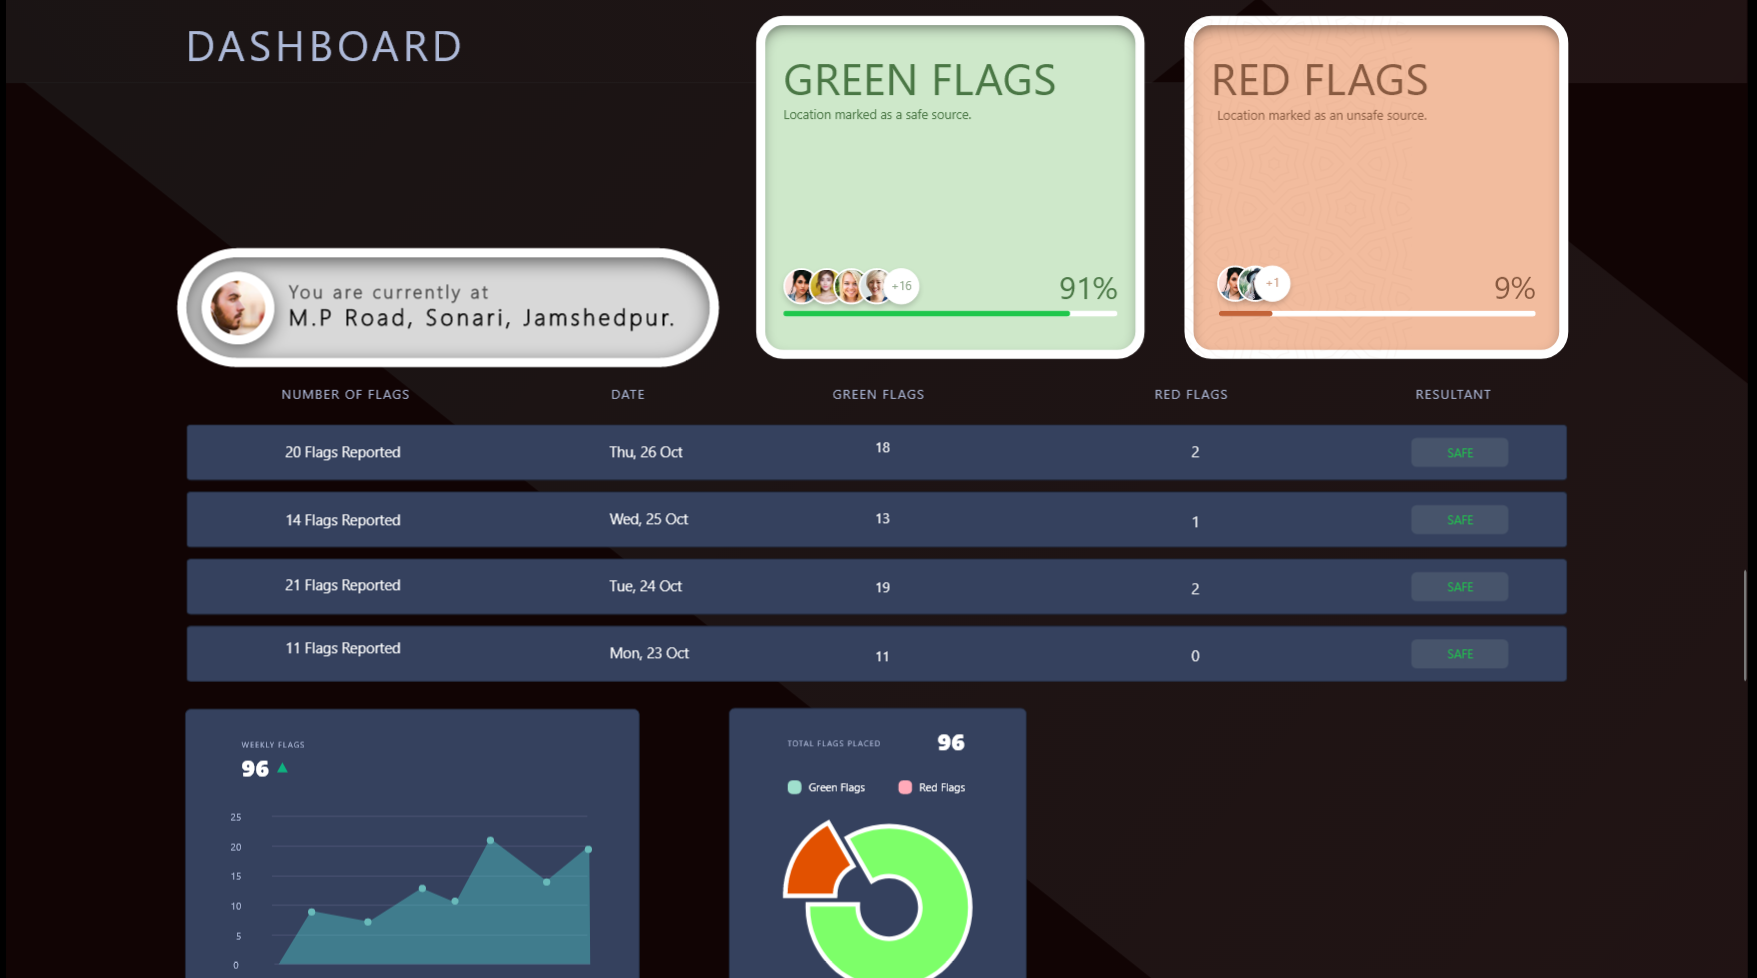 DASHBOARD
GREEN FLAGS
Location marked as a safe source.
+16
91%
RED FLAGS
Location marked as an unsafe source.
+1
9%
You are currently at
M.P Road, Sonari, Jamshedpur.
NUMBER OF FLAGS DATE GREEN FLAGS RED FLAGS RESULTANT
20 Flags Reported Thu, 26 Oct 18 2 SAFE
14 Flags Reported Wed, 25 Oct 13 1 SAFE
21 Flags Reported Tue, 24 Oct 19 2 SAFE
11 Flags Reported Mon, 23 Oct 11 0 SAFE
WEEKLY FLAGS
96
25
20
15
10
5
0
TOTAL FLAGS PLACED 96
Green Flags Red Flags